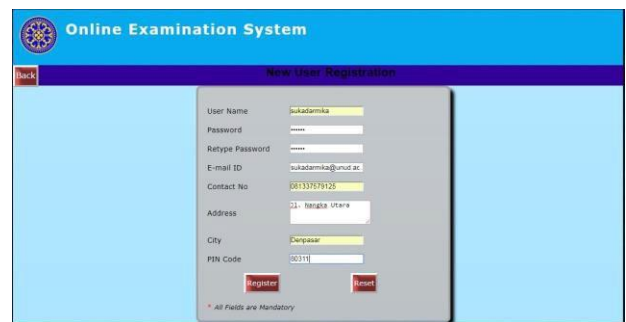 Online Examination System
Back
New User Registration
User Name sukadarmika
Password ••••••
Retype Password ••••••
E-mail ID sukadarmika@unud.ac.
Contact No 081337579125
Address Jl. Nangka Utara
City Denpasar
PIN Code 80311
Register Reset
* All Fields are Mandatory